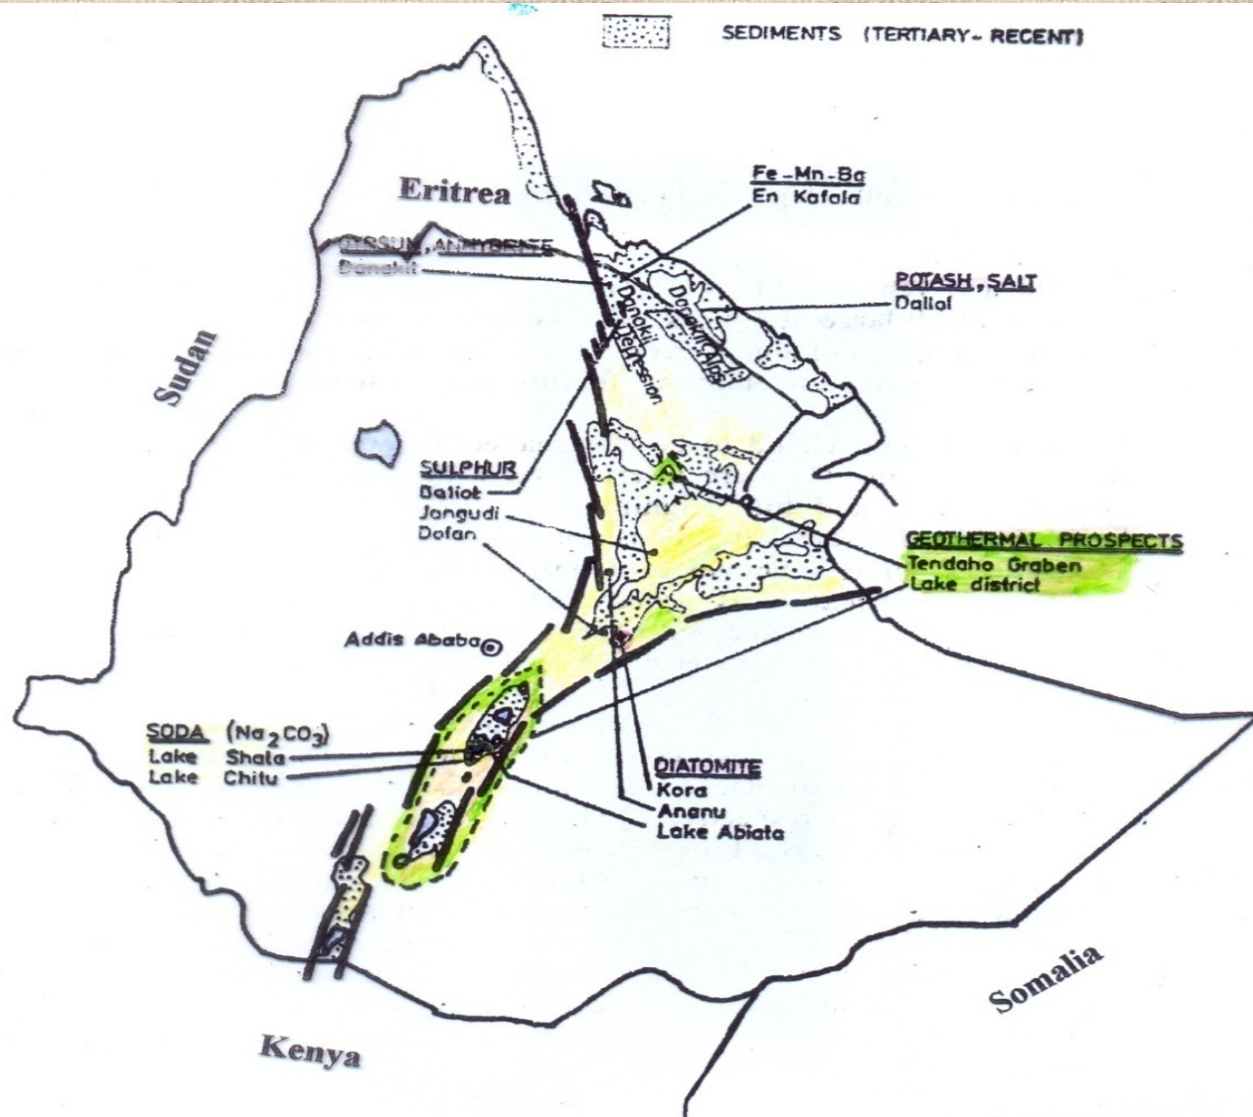 SEDIMENTS (TERTIARY- RECENT)
Fe-Mn-Ba
En Kafala
Eritrea
GYPSUM, ANHYDRITE
Danakil
POTASH, SALT
Dallol
Danakil
Depression
Danakil Alps
Sudan
SULPHUR
Dallol
Jangudi
Dofan
GEOTHERMAL PROSPECTS
Tendaho Graben
Lake district
Addis Ababa
SODA (Na2CO3)
Lake Shala
Lake Chitu
DIATOMITE
Kora
Ananu
Lake Abiata
Somalia
Kenya